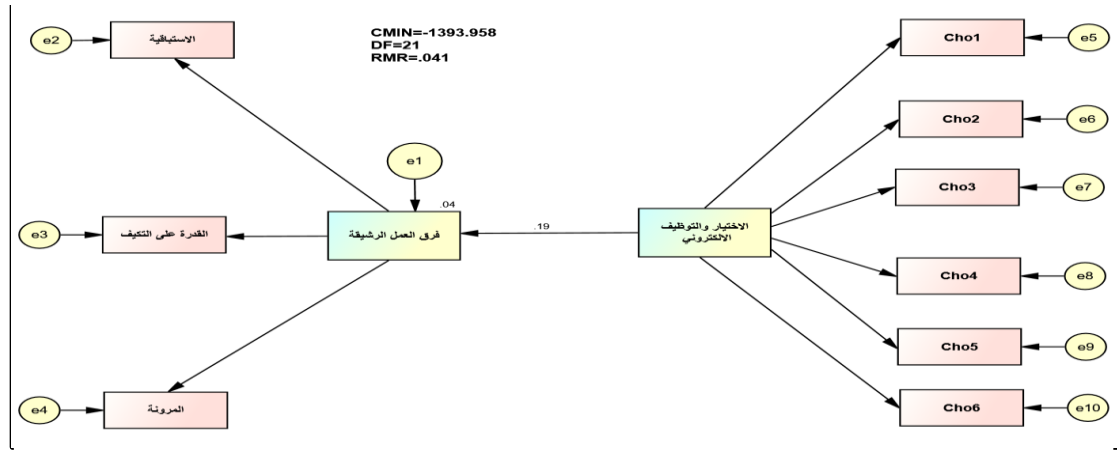 e2
الاستباقية
CMIN=-1393.958
DF=21
RMR=.041
Cho1
e5
Cho2
e6
e1
Cho3
e7
.04
.19
e3
القدرة على التكيف
فرق العمل الرشيقة
الاختيار والتوظيف
الالكتروني
Cho4
e8
Cho5
e9
e4
المرونة
Cho6
e10